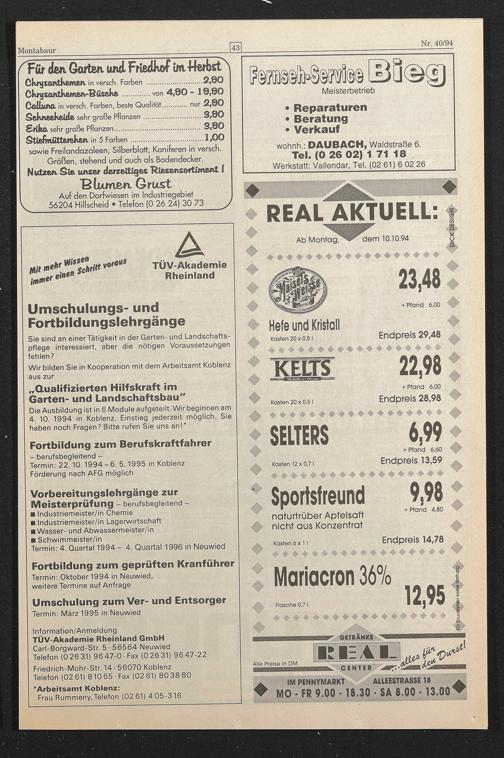 Montabaur
43
Nr. 40/94
Für den Garten und Friedhof im Herbst
Chrysanthemen in versch. Farben ........ 2,90
Chrysanthemen-Büsche ........ von 4,90 - 19,90
Calluna in versch. Farben, beste Qualität ........ nur 2,90
Schneeheide sehr große Pflanzen ........ 3,90
Erika sehr große Pflanzen ........ 3,90
Stiefmütterchen in 5 Farben ........ 1,00
sowie Freilandazaleen, Silberblatt, Koniferen in versch.
Größen, stehend und auch als Bodendecker.
Nutzen Sie unser derzeitiges Riesensortiment !
Blumen Grust
Auf den Dorfwiesen im Industriegebiet
56204 Hillscheid • Telefon (0 26 24) 30 73
Mit mehr Wissen
immer einen Schritt voraus
TÜV-Akademie
Rheinland
Umschulungs- und
Fortbildungslehrgänge
Sie sind an einer Tätigkeit in der Garten- und Landschafts-
pflege interessiert, aber die nötigen Voraussetzungen
fehlen?
Wir bilden Sie in Kooperation mit dem Arbeitsamt Koblenz
aus zur
„Qualifizierten Hilfskraft im
Garten- und Landschaftsbau"
Die Ausbildung ist in 6 Module aufgeteilt. Wir beginnen am
4. 10. 1994 in Koblenz. Einstieg jederzeit möglich. Sie
haben noch Fragen? Bitte rufen Sie uns an!*
Fortbildung zum Berufskraftfahrer
– berufsbegleitend –
Termin: 22. 10. 1994 – 6. 5. 1995 in Koblenz
Förderung nach AFG möglich
Vorbereitungslehrgänge zur
Meisterprüfung – berufsbegleitend –
■ Industriemeister/in Chemie
■ Industriemeister/in Lagerwirtschaft
■ Wasser- und Abwassermeister/in
■ Schwimmeister/in
Termin: 4. Quartal 1994 – 4. Quartal 1996 in Neuwied
Fortbildung zum geprüften Kranführer
Termin: Oktober 1994 in Neuwied,
weitere Termine auf Anfrage
Umschulung zum Ver- und Entsorger
Termin: März 1995 in Neuwied
Information/Anmeldung
TÜV-Akademie Rheinland GmbH
Carl-Borgward-Str. 5 · 56564 Neuwied
Telefon (0 26 31) 96 47-0 · Fax (0 26 31) 96 47-22
Friedrich-Mohr-Str. 14 · 56070 Koblenz
Telefon (02 61) 8 10 65 · Fax (02 61) 80 38 80
*Arbeitsamt Koblenz:
Frau Rummeny, Telefon (02 61) 4 05-3 16
Fernseh-Service Bieg
Meisterbetrieb
• Reparaturen
• Beratung
• Verkauf
wohnh.: DAUBACH, Waldstraße 6.
Tel. (0 26 02) 1 71 18
Werkstatt: Vallendar, Tel. (02 61) 6 02 26
REAL AKTUELL:
Ab Montag, dem 10.10.94
Maisel's
Weisse
23,48
+ Pfand 6.00
Hefe und Kristall
Kasten 20 x 0,5 l
Endpreis 29,48
KELTS
22,98
+ Pfand 6,00
Kasten 20 x 0,5 l
Endpreis 28,98
SELTERS
6,99
+ Pfand 6,60
Kasten 12 x 0,7 l
Endpreis 13,59
Sportsfreund
9,98
+ Pfand 4,80
naturtrüber Apfelsaft
nicht aus Konzentrat
Kasten 6 x 1 l
Endpreis 14,78
Mariacron 36%
12,95
Flasche 0,7 l
GETRÄNKE
REAL
CENTER
Alle Preise in DM
...alles für
den Durst!
IM PENNYMARKT ALLEESTRASSE 18
MO - FR 9.00 - 18.30 · SA 8.00 - 13.00